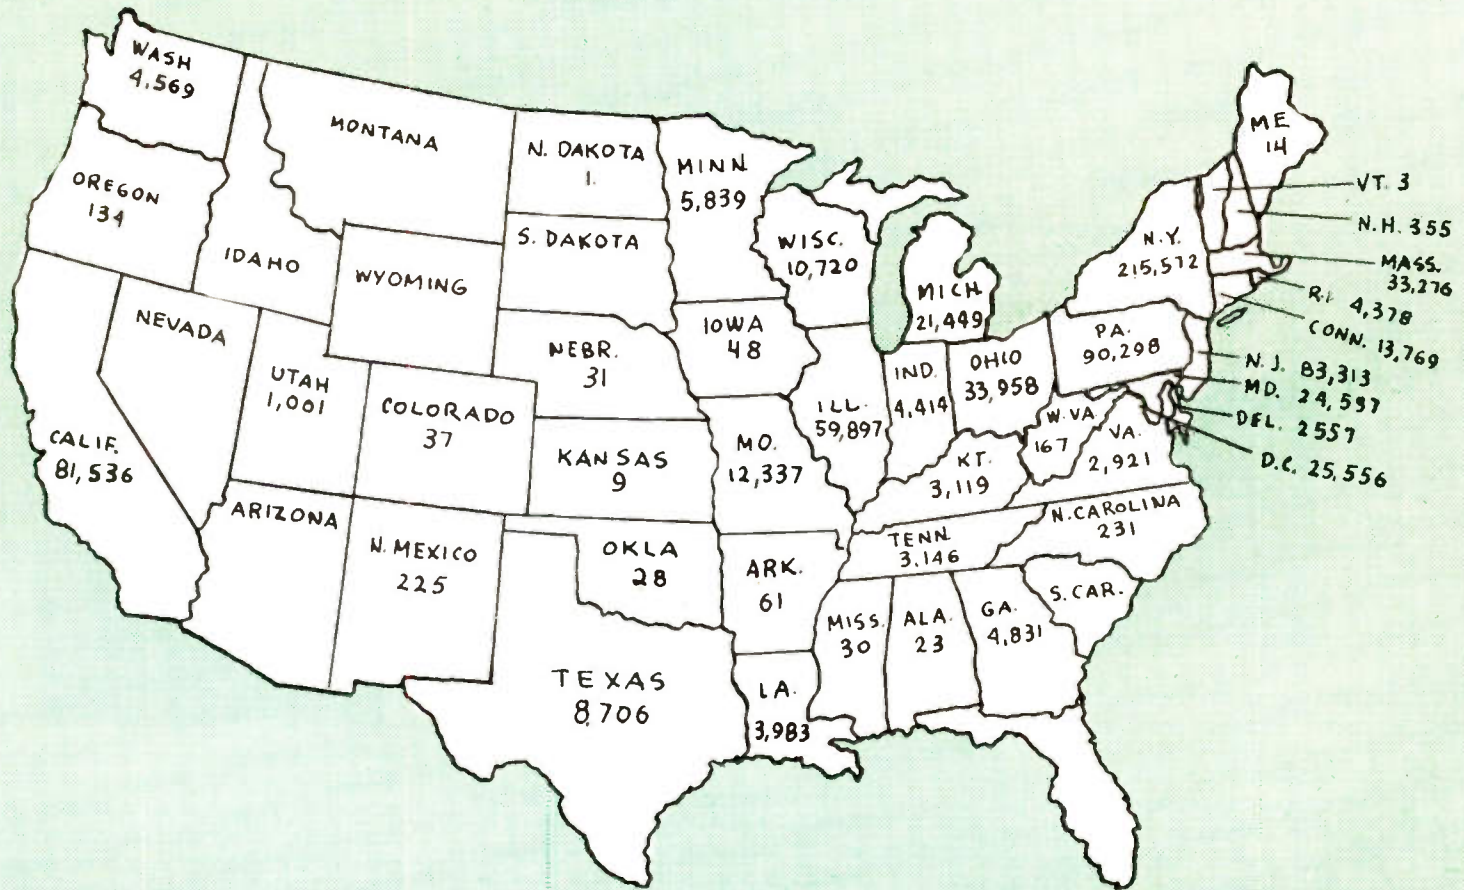 WASH
4,569
MONTANA
N. DAKOTA
1.
MINN
5,839
ME
14
OREGON
134
IDAHO
WYOMING
S. DAKOTA
WISC.
10,720
MICH
21,449
N.Y.
215,572
VT. 3
N.H. 355
MASS.
33,276
R.I. 4,378
CONN. 13,769
NEVADA
UTAH
1,001
COLORADO
37
NEBR.
31
IOWA
48
ILL.
59,897
IND.
4,414
OHIO
33,958
PA.
90,298
N.J. 83,313
MD. 24,597
DEL. 2557
D.C. 25,556
W.VA.
167
VA.
2,921
CALIF.
81,536
KANSAS
9
MO.
12,337
KT.
3,119
ARIZONA
N. MEXICO
225
OKLA
28
ARK.
61
TENN.
3,146
N.CAROLINA
231
S. CAR.
MISS.
30
ALA.
23
GA.
4,831
TEXAS
8,706
LA.
3,983